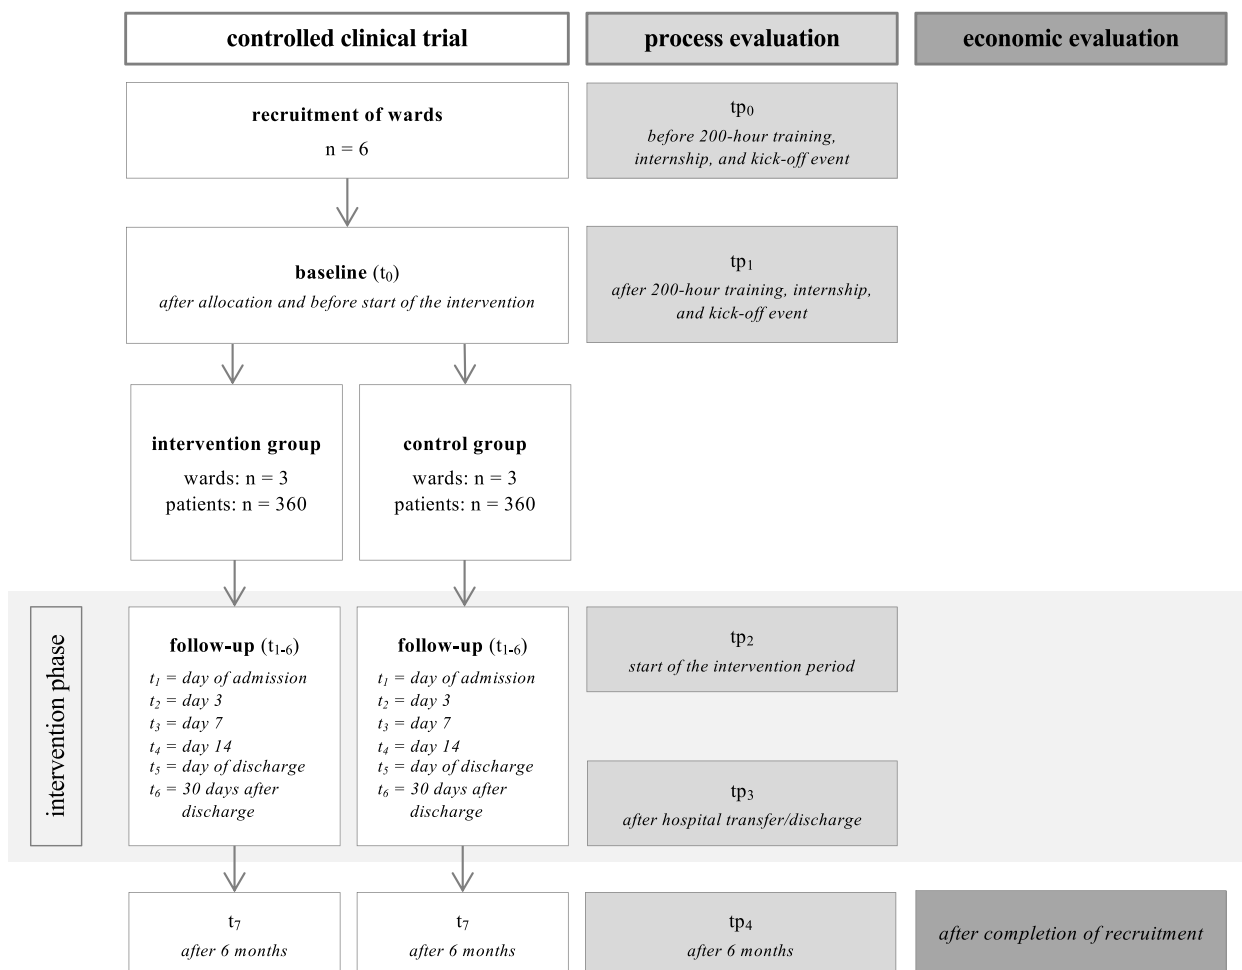 controlled clinical trial
process evaluation
economic evaluation
recruitment of wards
n = 6
tp₀
before 200-hour training,
internship, and kick-off event
baseline (t₀)
after allocation and before start of the intervention
tp₁
after 200-hour training, internship,
and kick-off event
intervention group
wards: n = 3
patients: n = 360
control group
wards: n = 3
patients: n = 360
intervention phase
follow-up (t₁₋₆)
t₁ = day of admission
t₂ = day 3
t₃ = day 7
t₄ = day 14
t₅ = day of discharge
t₆ = 30 days after
discharge
follow-up (t₁₋₆)
t₁ = day of admission
t₂ = day 3
t₃ = day 7
t₄ = day 14
t₅ = day of discharge
t₆ = 30 days after
discharge
tp₂
start of the intervention period
tp₃
after hospital transfer/discharge
t₇
after 6 months
t₇
after 6 months
tp₄
after 6 months
after completion of recruitment